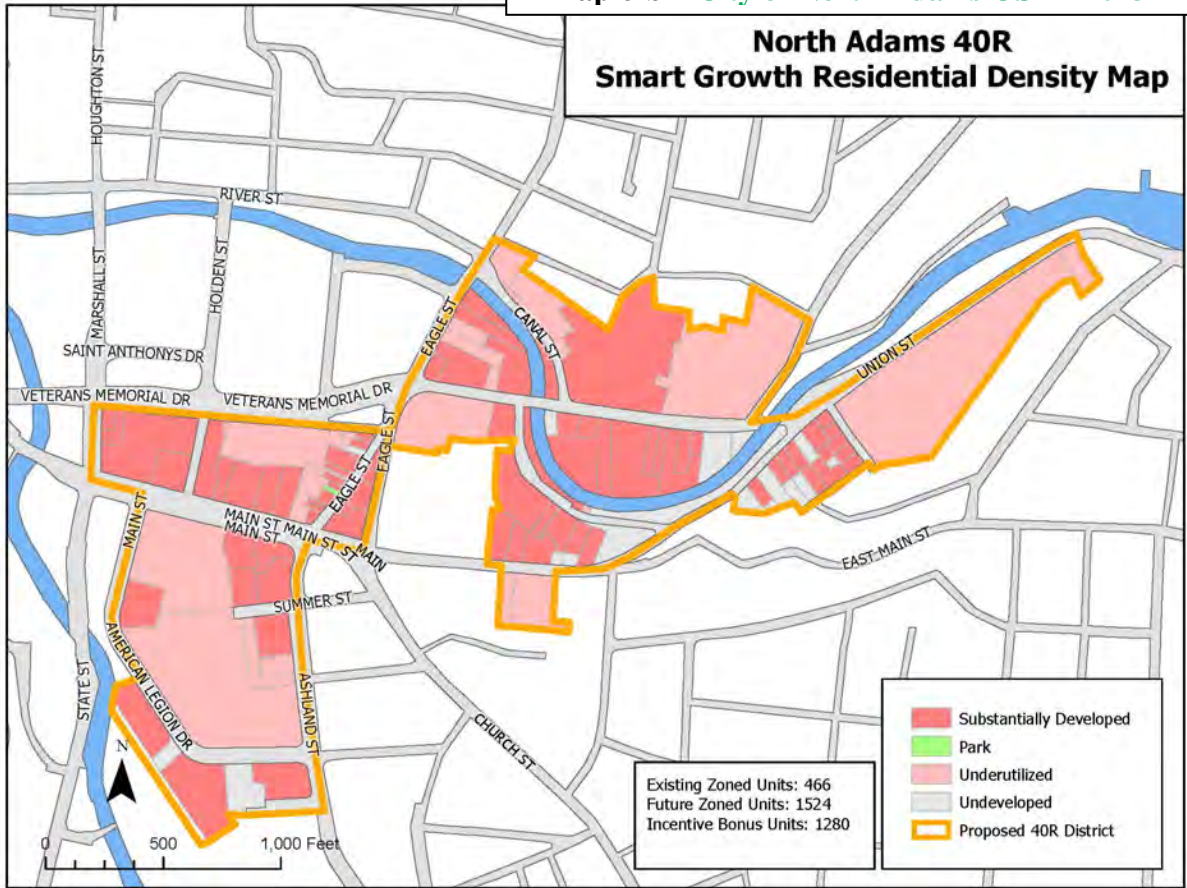 North Adams 40R
Smart Growth Residential Density Map
HOUGHTON ST
RIVER ST
MARSHALL ST
HOLDEN ST
SAINT ANTHONYS DR
VETERANS MEMORIAL DR
VETERANS MEMORIAL DR
EAGLE ST
CANAL ST
UNION ST
EAGLE ST
EAGLE ST
MAIN ST
MAIN ST
MAIN ST
MAIN ST ST
MAIN
EAST MAIN ST
SUMMER ST
AMERICAN LEGION DR
STATE ST
ASHLAND ST
CHURCH ST
N
0 500 1,000 Feet
Existing Zoned Units: 466
Future Zoned Units: 1524
Incentive Bonus Units: 1280
Substantially Developed
Park
Underutilized
Undeveloped
Proposed 40R District